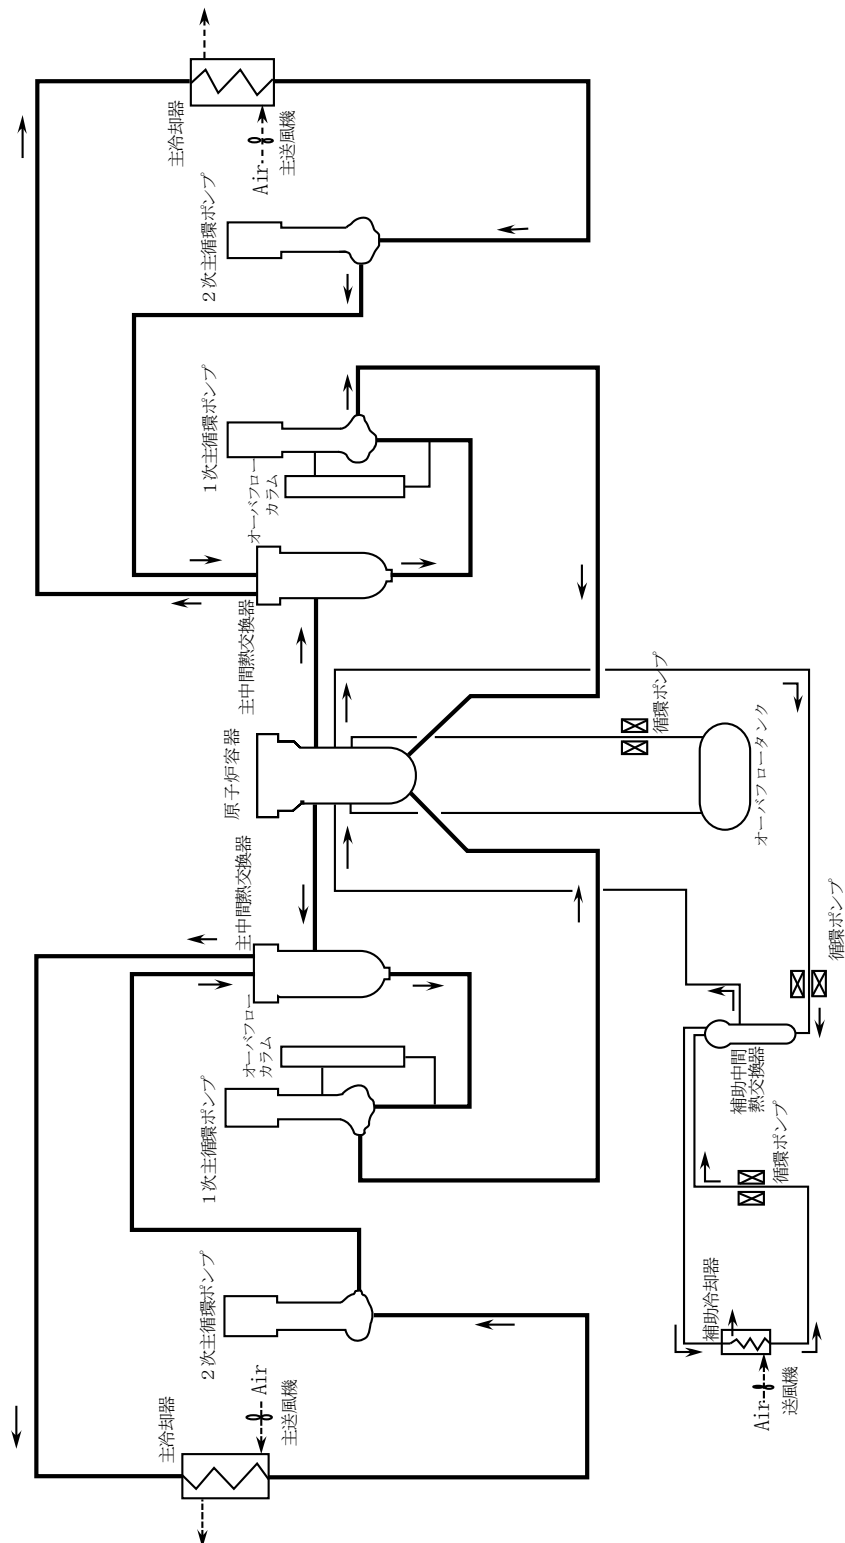 主冷却器
Air
主送風機
2次主循環ポンプ
1次主循環ポンプ
オーバフロー
カラム
主中間熱交換器
原子炉容器
循環ポンプ
オーバフロータンク
主中間熱交換器
オーバフロー
カラム
1次主循環ポンプ
2次主循環ポンプ
主冷却器
Air
主送風機
循環ポンプ
補助中間
熱交換器
循環ポンプ
補助冷却器
Air
送風機